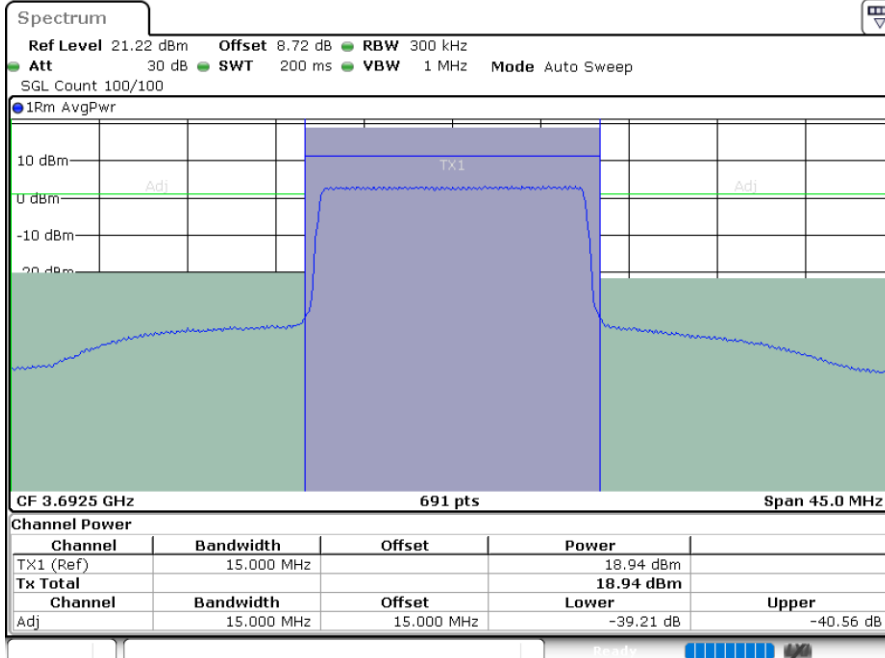 Spectrum
Ref Level 21.22 dBm Offset 8.72 dB RBW 300 kHz
Att 30 dB SWT 200 ms VBW 1 MHz Mode Auto Sweep
SGL Count 100/100
1Rm AvgPwr
10 dBm
TX1
Adj Adj
0 dBm
-10 dBm
-20 dBm
CF 3.6925 GHz 691 pts Span 45.0 MHz
Channel Power
Channel Bandwidth Offset Power
TX1 (Ref) 15.000 MHz 18.94 dBm
Tx Total 18.94 dBm
Channel Bandwidth Offset Lower Upper
Adj 15.000 MHz 15.000 MHz -39.21 dB -40.56 dB
Ready